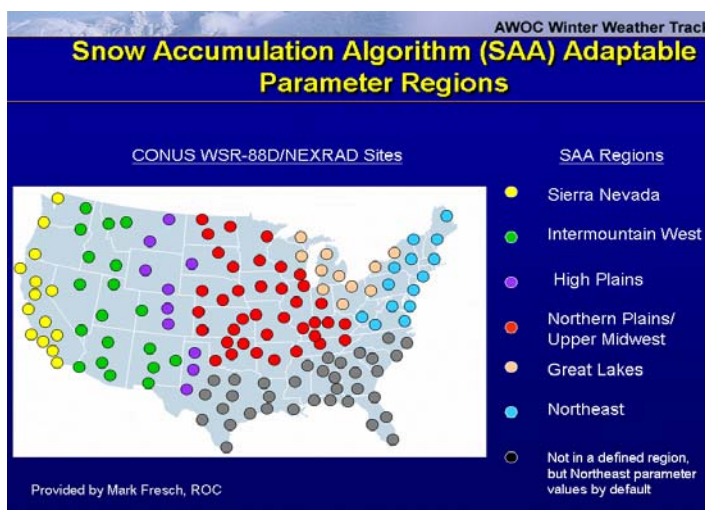 AWOC Winter Weather Track
Snow Accumulation Algorithm (SAA) Adaptable
Parameter Regions
CONUS WSR-88D/NEXRAD Sites
SAA Regions
Sierra Nevada
Intermountain West
High Plains
Northern Plains/
Upper Midwest
Great Lakes
Northeast
Not in a defined region,
but Northeast parameter
values by default
Provided by Mark Fresch, ROC